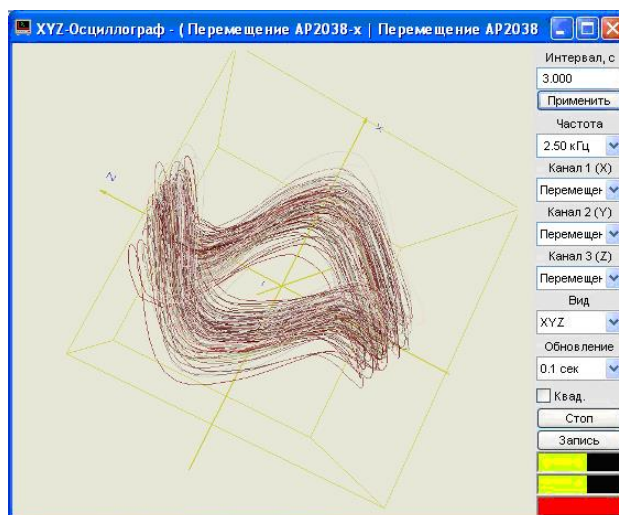 XYZ-Осциллограф - ( Перемещение AP2038-x | Перемещение AP2038
Интервал, с
3.000
Применить
Частота
2.50 кГц
Канал 1 (X)
Перемещен
Канал 2 (Y)
Перемещен
Канал 3 (Z)
Перемещен
Вид
XYZ
Обновление
0.1 сек
Квад.
Стоп
Запись
Z
X